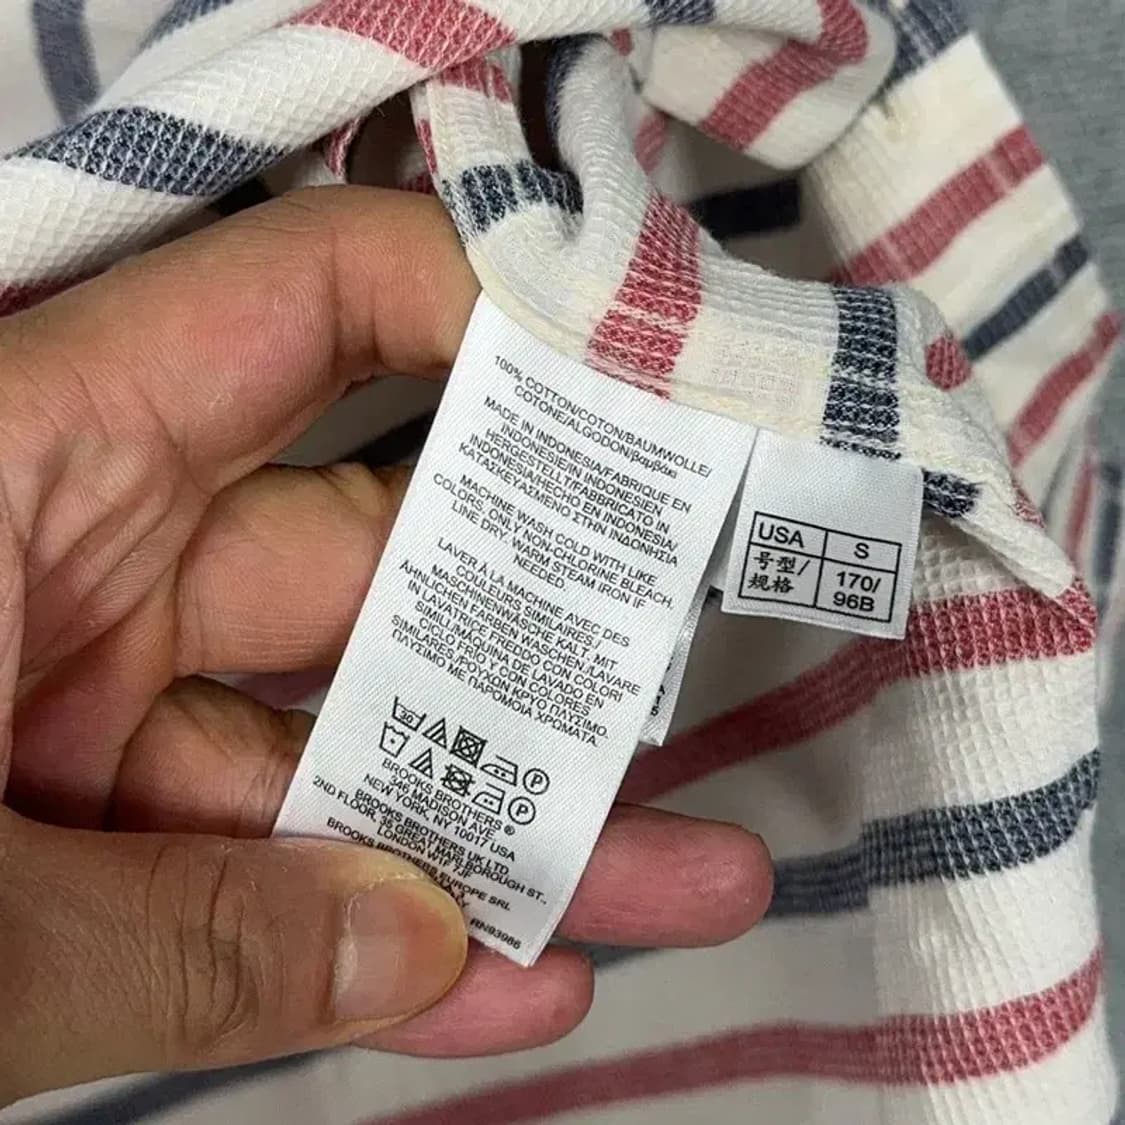 100% COTTON/COTON/BAUMWOLLE/
COTONE/ALGODON/βαμβάκι
MADE IN INDONESIA/FABRIQUE EN
INDONESIE/IN INDONESIEN
HERGESTELLT/FABBRICATO IN
INDONESIA/HECHO EN INDONESIA/
ΚΑΤΑΣΚΕΥΑΣΜΕΝΟ ΣΤΗΝ ΙΝΔΟΝΗΣΙΑ
MACHINE WASH COLD WITH LIKE
COLORS. ONLY NON-CHLORINE BLEACH.
LINE DRY. WARM STEAM IRON IF
NEEDED.
LAVER À LA MACHINE AVEC DES
COULEURS SIMILAIRES./
MASCHINENWÄSCHE KALT, MIT
ÄHNLICHEN FARBEN WASCHEN./LAVARE
IN LAVATRICE FREDDO CON COLORI
SIMILI./MÁQUINA DE LAVADO EN
CICLO FRÍO Y CON COLORES
SIMILARES
ΠΛΥΣΙΜΟ ΜΕ ΠΑΡΟΜΟΙΑ ΧΡΩΜΑΤΑ.
30
P
P
BROOKS BROTHERS ®
346 MADISON AVE.
NEW YORK, NY 10017 USA
BROOKS BROTHERS UK LTD
2ND FLOOR, 35 GREAT MARLBOROUGH ST.,
LONDON W1F 7JF
BROOKS BROTHERS EUROPE SRL
RN93986
USA S
号型/ 170/
规格 96B